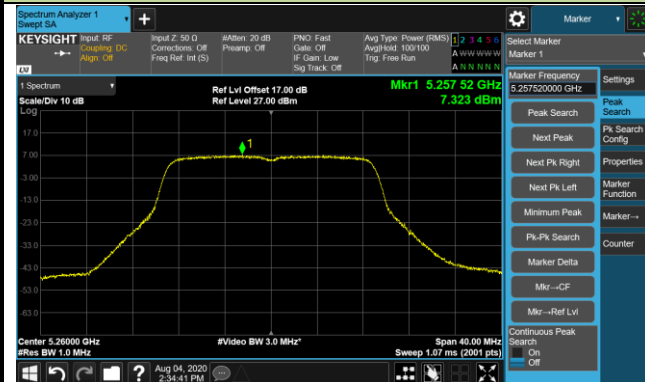 Spectrum Analyzer 1
Swept SA
Marker
KEYSIGHT
Input: RF
Coupling: DC
Align: Off
Input Z: 50 Ω
Corrections: Off
Freq Ref: Int (S)
#Atten: 20 dB
Preamp: Off
PNO: Fast
Gate: Off
IF Gain: Low
Sig Track: Off
Avg Type: Power (RMS)
Avg|Hold: 100/100
Trig: Free Run
1 2 3 4 5 6
A W W W W W
A N N N N N
Select Marker
Marker 1
LXI
1 Spectrum
Scale/Div 10 dB
Log
Ref Lvl Offset 17.00 dB
Ref Level 27.00 dBm
Mkr1 5.257 52 GHz
7.323 dBm
17.0
7.00
-3.00
-13.0
-23.0
-33.0
-43.0
-53.0
-63.0
1
Center 5.26000 GHz
#Res BW 1.0 MHz
#Video BW 3.0 MHz*
Span 40.00 MHz
Sweep 1.07 ms (2001 pts)
Marker Frequency
5.257520000 GHz
Peak Search
Next Peak
Next Pk Right
Next Pk Left
Minimum Peak
Pk-Pk Search
Marker Delta
Mkr→CF
Mkr→Ref Lvl
Continuous Peak
Search
On
Off
Settings
Peak
Search
Pk Search
Config
Properties
Marker
Function
Marker→
Counter
Aug 04, 2020
2:34:41 PM